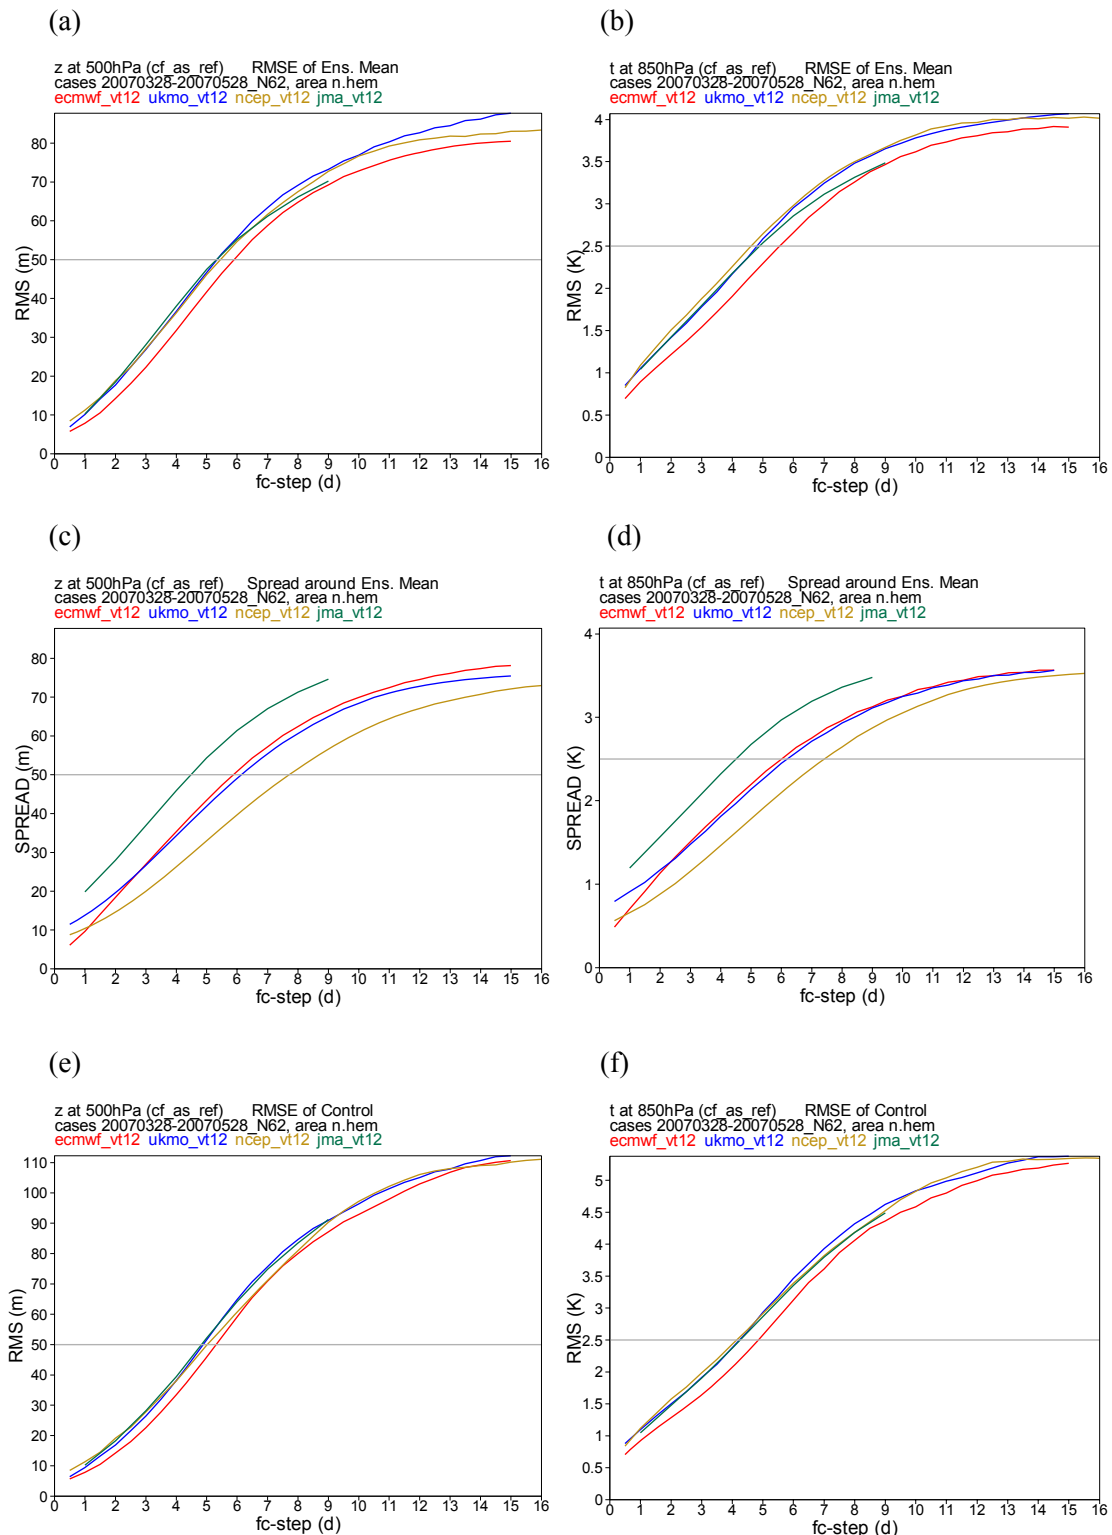 (a)
z at 500hPa (cf_as_ref) RMSE of Ens. Mean
cases 20070328-20070528_N62, area n.hem
ecmwf_vt12 ukmo_vt12 ncep_vt12 jma_vt12
80
70
60
50
40
30
20
10
0
RMS (m)
0 1 2 3 4 5 6 7 8 9 10 11 12 13 14 15 16
fc-step (d)
(b)
t at 850hPa (cf_as_ref) RMSE of Ens. Mean
cases 20070328-20070528_N62, area n.hem
ecmwf_vt12 ukmo_vt12 ncep_vt12 jma_vt12
4
3.5
3
2.5
2
1.5
1
0.5
0
RMS (K)
0 1 2 3 4 5 6 7 8 9 10 11 12 13 14 15 16
fc-step (d)
(c)
z at 500hPa (cf_as_ref) Spread around Ens. Mean
cases 20070328-20070528_N62, area n.hem
ecmwf_vt12 ukmo_vt12 ncep_vt12 jma_vt12
80
70
60
50
40
30
20
10
0
SPREAD (m)
0 1 2 3 4 5 6 7 8 9 10 11 12 13 14 15 16
fc-step (d)
(d)
t at 850hPa (cf_as_ref) Spread around Ens. Mean
cases 20070328-20070528_N62, area n.hem
ecmwf_vt12 ukmo_vt12 ncep_vt12 jma_vt12
4
3
2
1
0
SPREAD (K)
1 2 3 4 5 6 7 8 9 10 11 12 13 14 15 16
fc-step (d)
(e)
z at 500hPa (cf_as_ref) RMSE of Control
cases 20070328-20070528_N62, area n.hem
ecmwf_vt12 ukmo_vt12 ncep_vt12 jma_vt12
110
100
90
80
70
60
50
40
30
20
10
0
RMS (m)
0 1 2 3 4 5 6 7 8 9 10 11 12 13 14 15 16
fc-step (d)
(f)
t at 850hPa (cf_as_ref) RMSE of Control
cases 20070328-20070528_N62, area n.hem
ecmwf_vt12 ukmo_vt12 ncep_vt12 jma_vt12
5
4.5
4
3.5
3
2.5
2
1.5
1
0.5
0
RMS (K)
0 1 2 3 4 5 6 7 8 9 10 11 12 13 14 15 16
fc-step (d)